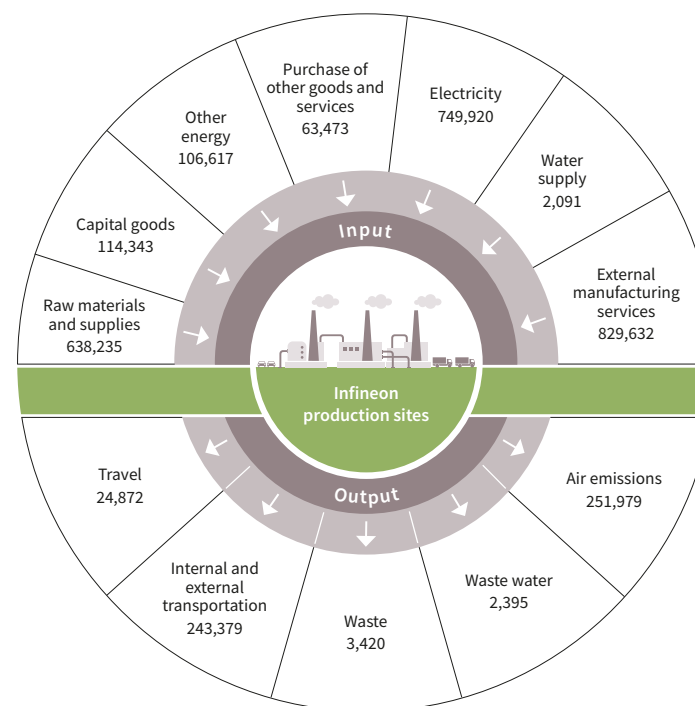 Purchase of
other goods and
services
63,473
Electricity
749,920
Other
energy
106,617
Water
supply
2,091
Capital goods
114,343
External
manufacturing
services
829,632
Raw materials
and supplies
638,235
Input
Infineon
production sites
Output
Travel
24,872
Air emissions
251,979
Internal and
external
transportation
243,379
Waste water
2,395
Waste
3,420